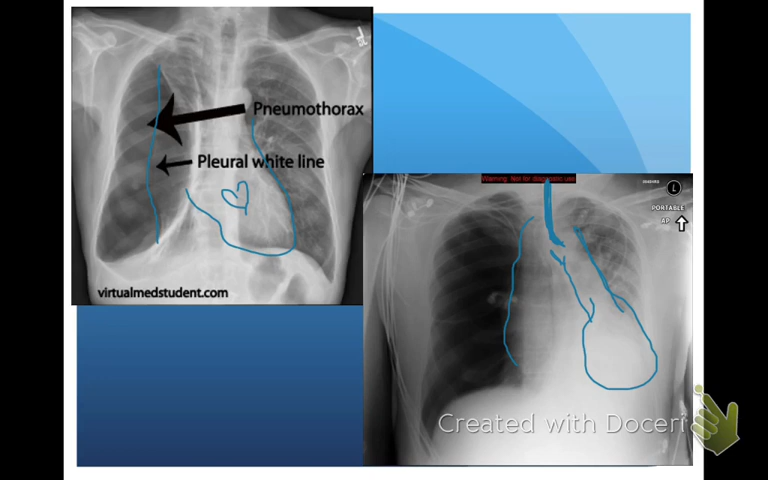 Pneumothorax
Pleural white line
virtualmedstudent.com
Warning: Not for diagnostic use
L
PORTABLE
AP
Created with Doceri